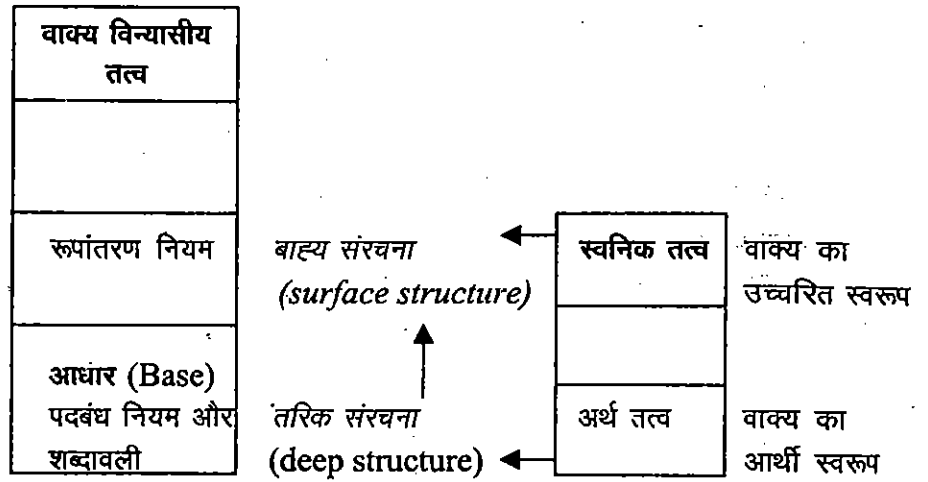 वाक्य विन्यासीय
तत्व
रूपांतरण नियम
बाह्य संरचना
(surface structure)
स्वनिक तत्व
वाक्य का
उच्चरित स्वरूप
आधार (Base)
पदबंध नियम और
शब्दावली
तरिक संरचना
(deep structure)
अर्थ तत्व
वाक्य का
आर्थी स्वरूप